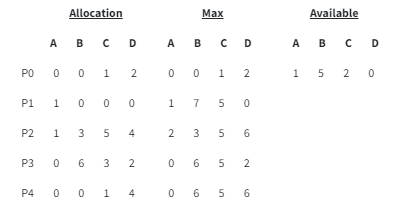 Allocation Max Available
A B C D A B C D A B C D
P0 0 0 1 2 0 0 1 2 1 5 2 0
P1 1 0 0 0 1 7 5 0
P2 1 3 5 4 2 3 5 6
P3 0 6 3 2 0 6 5 2
P4 0 0 1 4 0 6 5 6